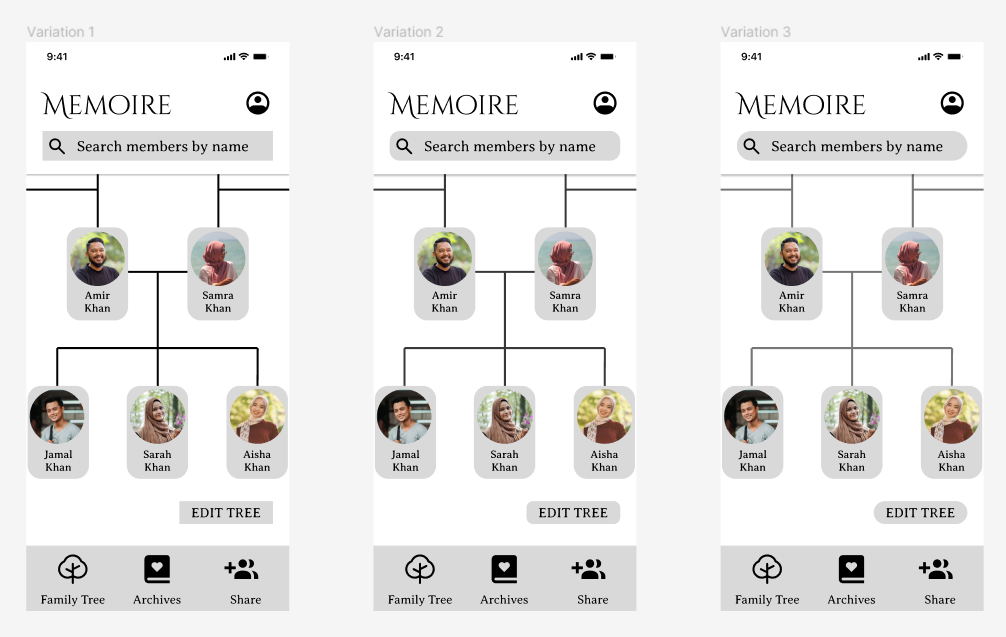 Variation 1
9:41
MEMOIRE
Search members by name
Amir
Khan
Samra
Khan
Jamal
Khan
Sarah
Khan
Aisha
Khan
EDIT TREE
Family Tree
Archives
Share
Variation 2
9:41
MEMOIRE
Search members by name
Amir
Khan
Samra
Khan
Jamal
Khan
Sarah
Khan
Aisha
Khan
EDIT TREE
Family Tree
Archives
Share
Variation 3
9:41
MEMOIRE
Search members by name
Amir
Khan
Samra
Khan
Jamal
Khan
Sarah
Khan
Aisha
Khan
EDIT TREE
Family Tree
Archives
Share